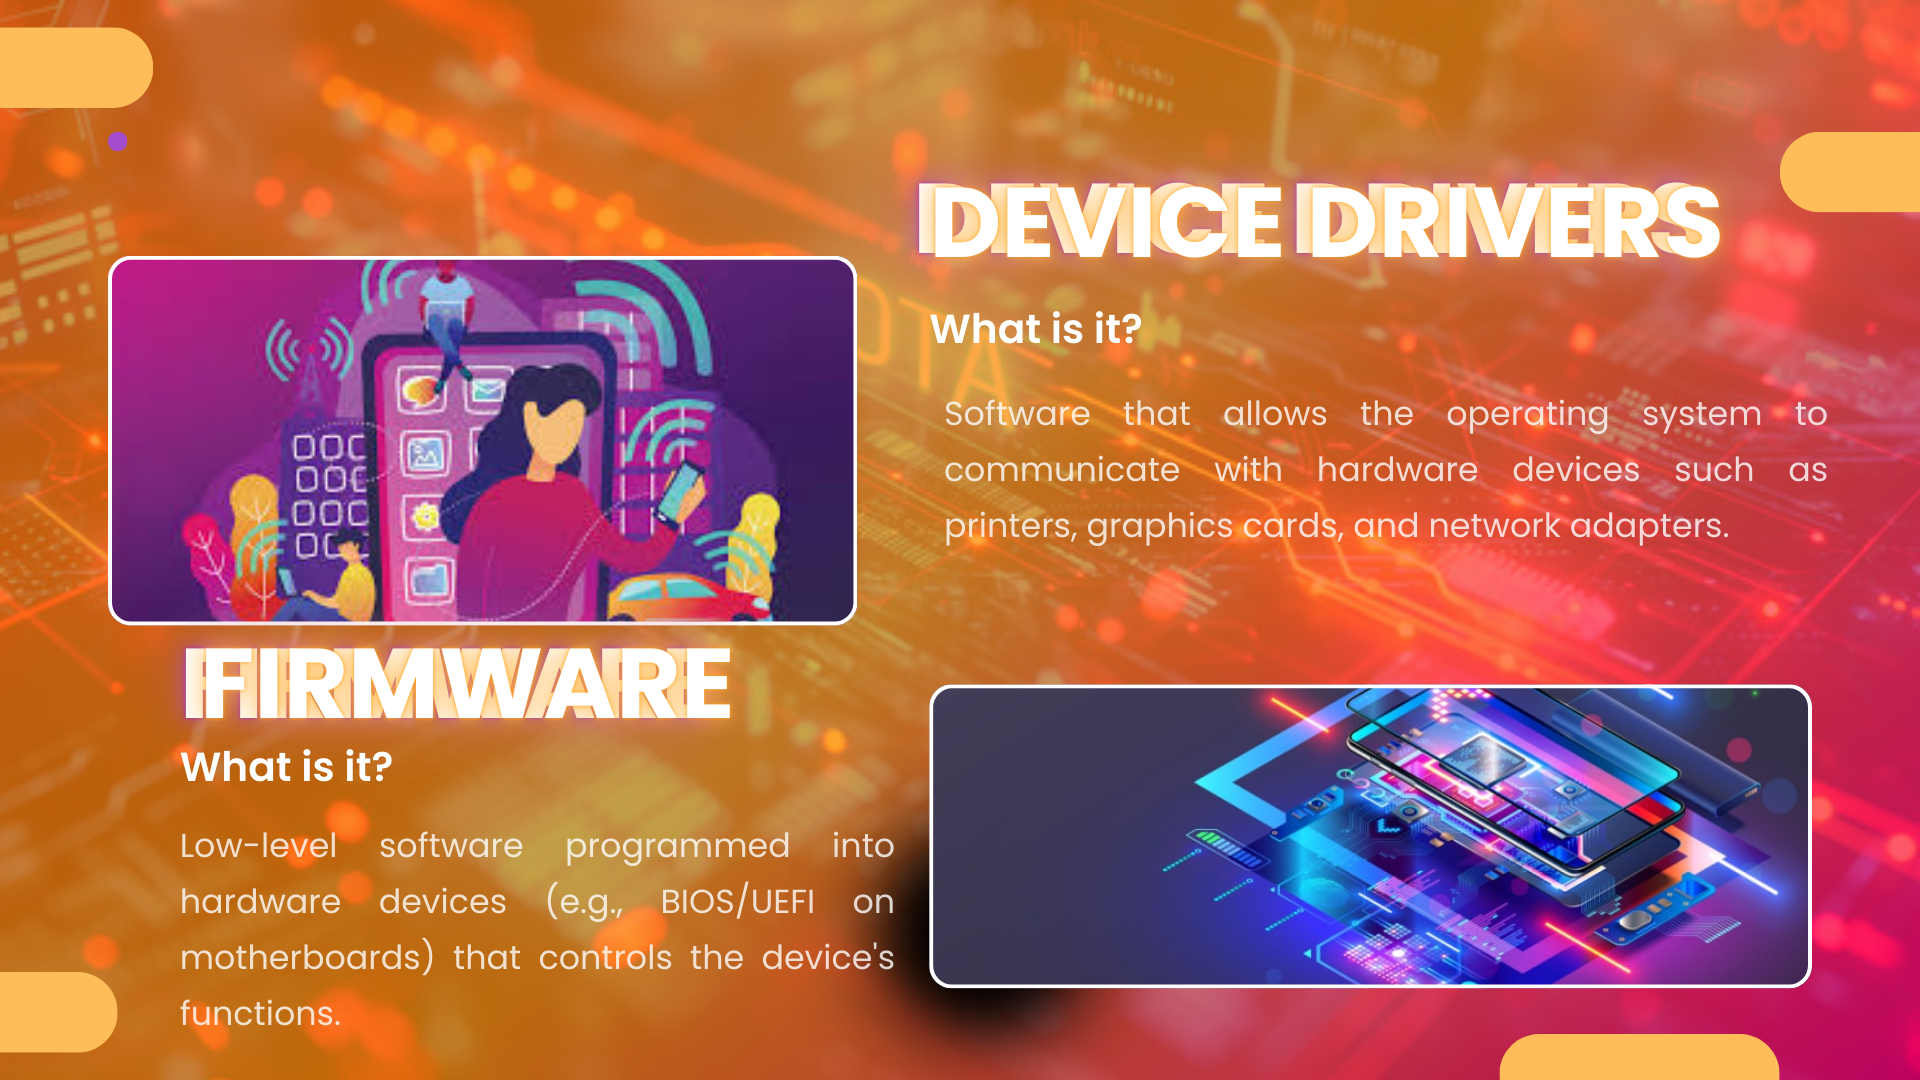 DEVICE DRIVERS
What is it?
Software that allows the operating system to
communicate with hardware devices such as
printers, graphics cards, and network adapters.
FIRMWARE
What is it?
Low-level software programmed into
hardware devices (e.g., BIOS/UEFI on
motherboards) that controls the device's
functions.